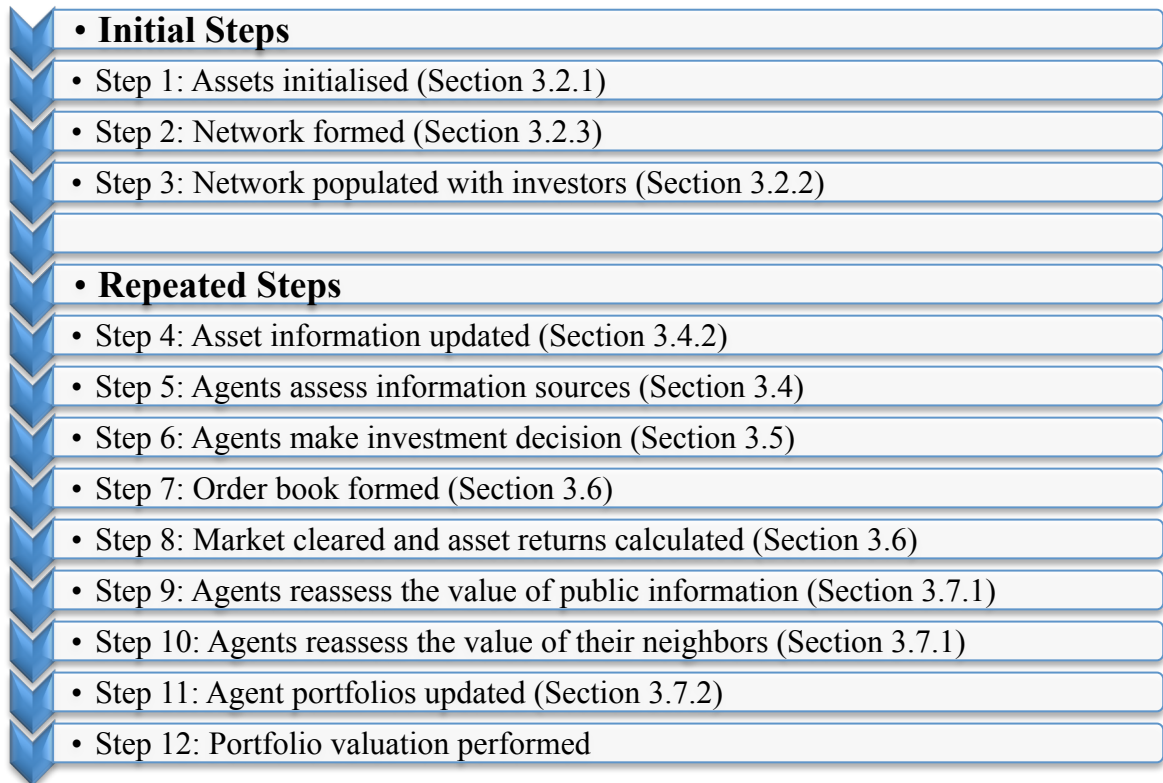 • Initial Steps
• Step 1: Assets initialised (Section 3.2.1)
• Step 2: Network formed (Section 3.2.3)
• Step 3: Network populated with investors (Section 3.2.2)
• Repeated Steps
• Step 4: Asset information updated (Section 3.4.2)
• Step 5: Agents assess information sources (Section 3.4)
• Step 6: Agents make investment decision (Section 3.5)
• Step 7: Order book formed (Section 3.6)
• Step 8: Market cleared and asset returns calculated (Section 3.6)
• Step 9: Agents reassess the value of public information (Section 3.7.1)
• Step 10: Agents reassess the value of their neighbors (Section 3.7.1)
• Step 11: Agent portfolios updated (Section 3.7.2)
• Step 12: Portfolio valuation performed